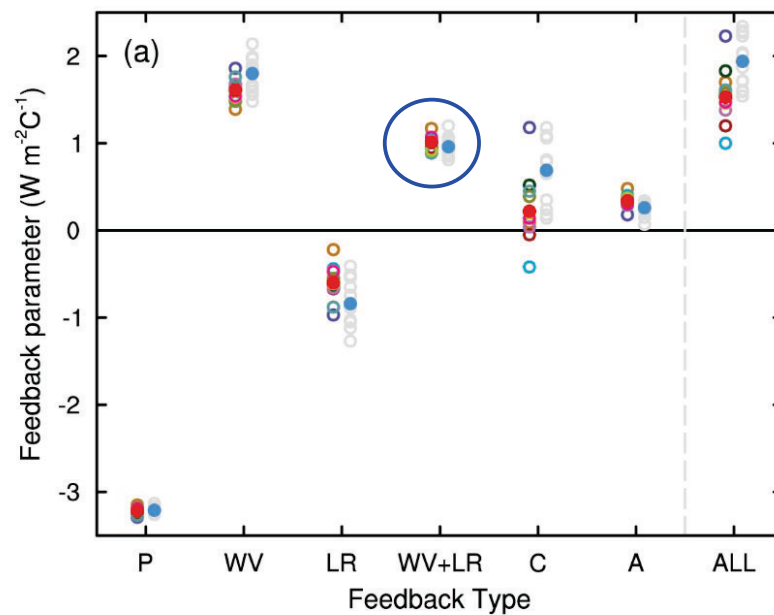 (a)
Feedback parameter (W m⁻²C⁻¹)
2
1
0
-1
-2
-3
P WV LR WV+LR C A ALL
Feedback Type